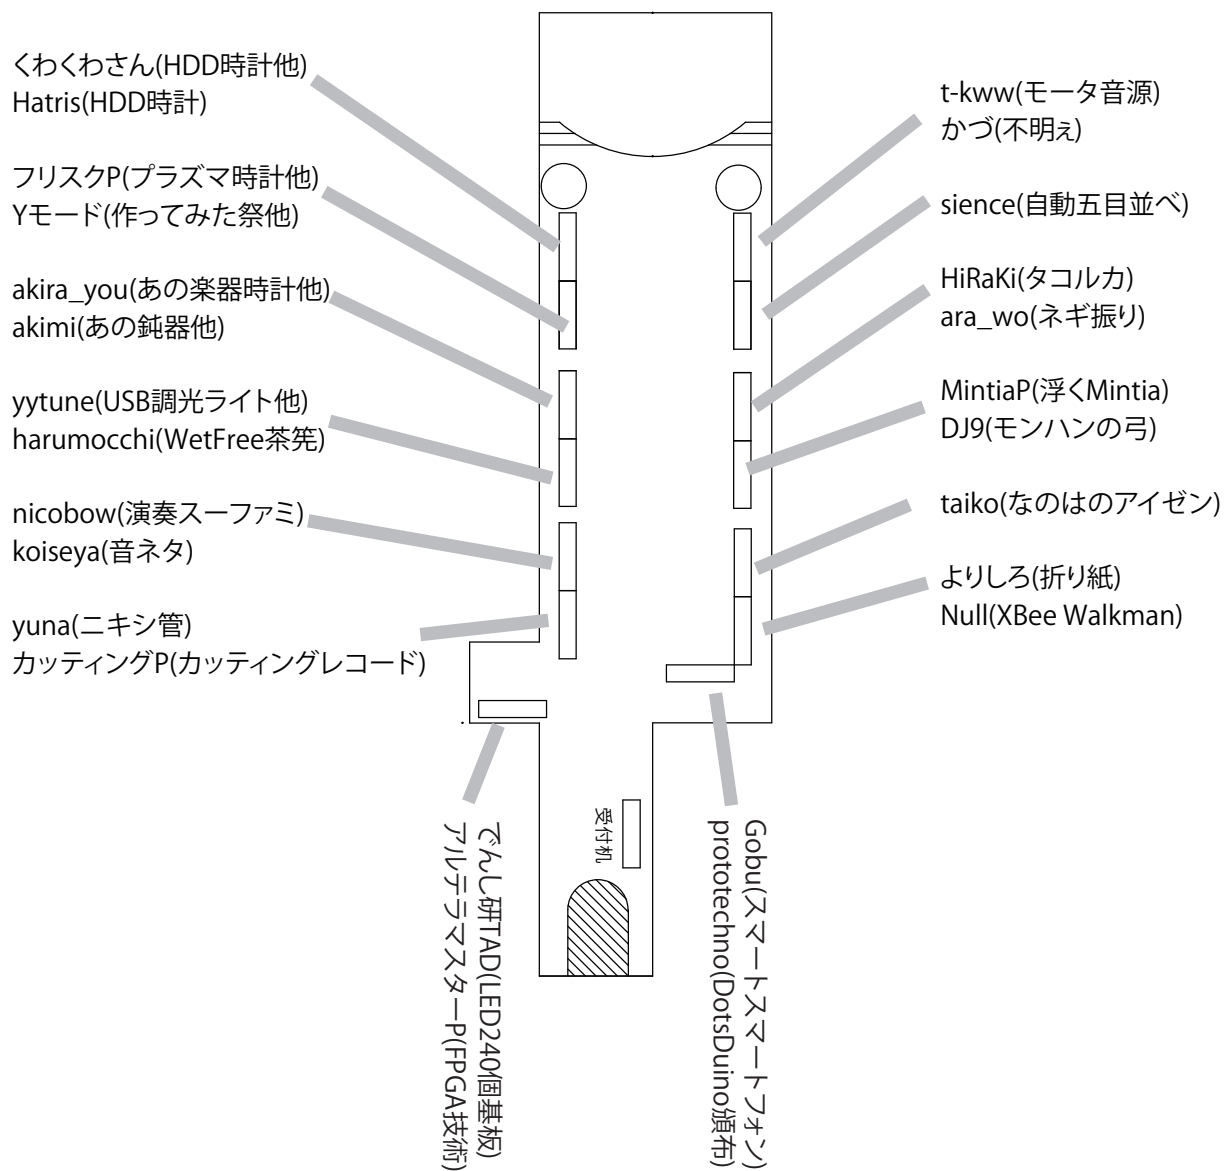 くわくわさん(HDD時計他)
Hatris(HDD時計)
フリスクP(プラズマ時計他)
Yモード(作ってみた祭他)
akira_you(あの楽器時計他)
akimi(あの鈍器他)
yytune(USB調光ライト他)
harumocchi(WetFree茶筅)
nicobow(演奏スーファミ)
koiseya(音ネタ)
yuna(ニキシ管)
カッティングP(カッティングレコード)
t-kww(モータ音源)
かづ(不明ぇ)
sience(自動五目並べ)
HiRaKi(タコルカ)
ara_wo(ネギ振り)
MintiaP(浮くMintia)
DJ9(モンハンの弓)
taiko(なのはのアイゼン)
よりしろ(折り紙)
Null(XBee Walkman)
受付机
でんし研TAD(LED240個基板)
アルテラマスターP(FPGA技術)
Gobu(スマートスマートフォン)
prototechno(DotsDuino頒布)